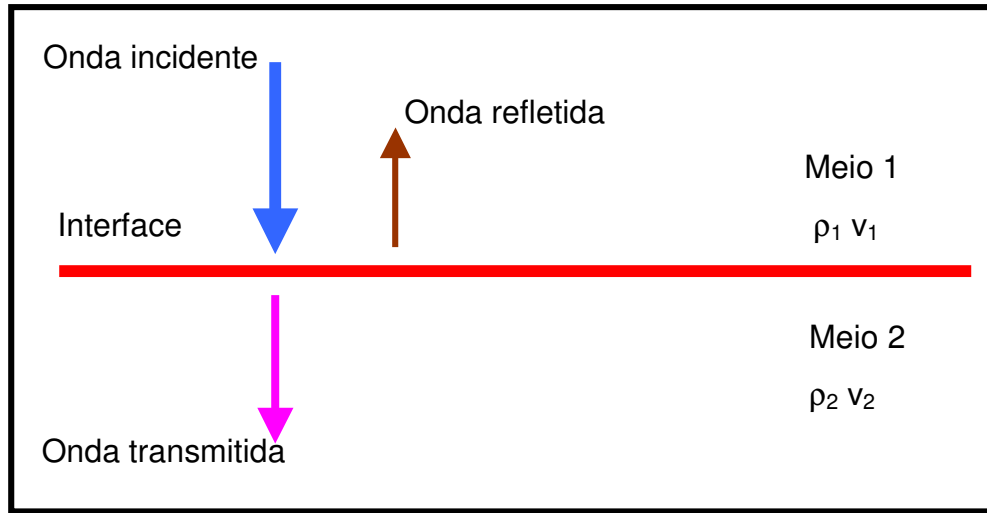 Onda incidente
Onda refletida
Meio 1
Interface
ρ₁ v₁
Meio 2
ρ₂ v₂
Onda transmitida